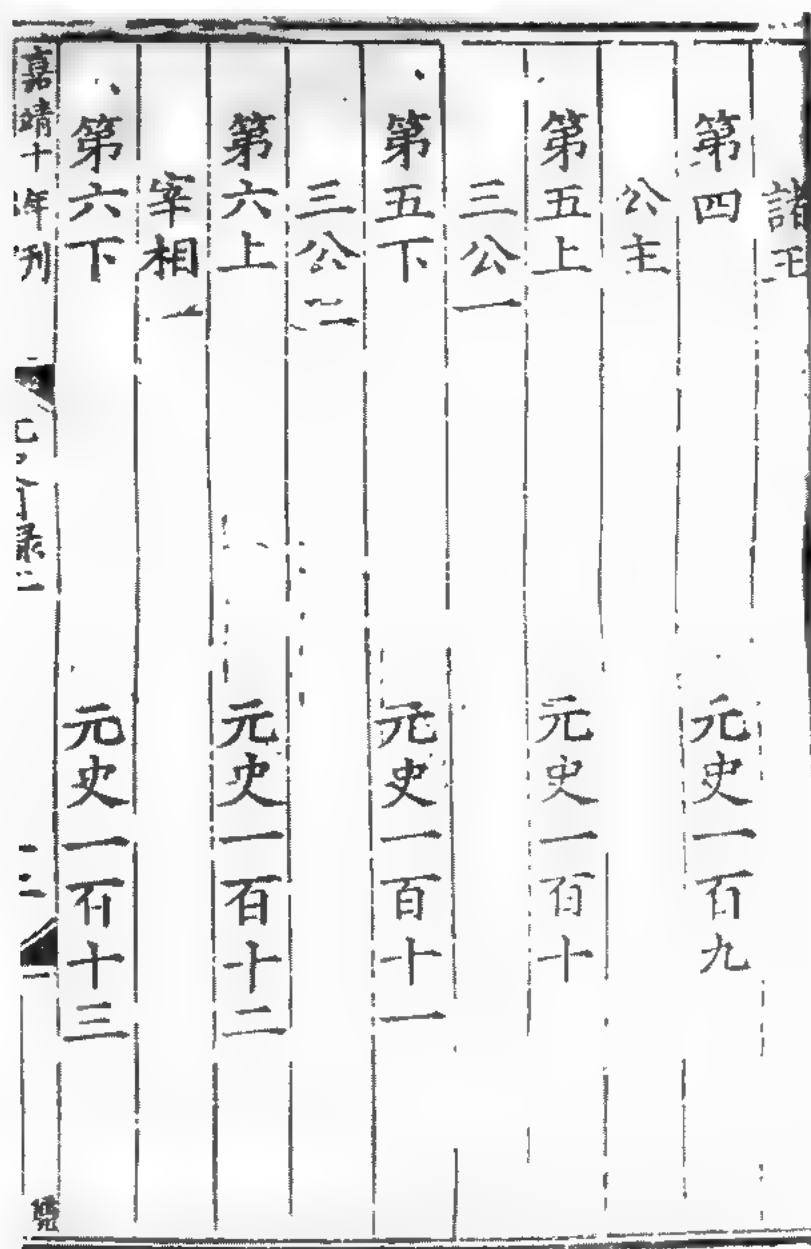 諸王
第四 元史一百九
公主
第五上 元史一百十
三公一
第五下 元史一百十一
三公二
第六上 元史一百十二
宰相一
第六下 元史一百十三
嘉靖十年刊